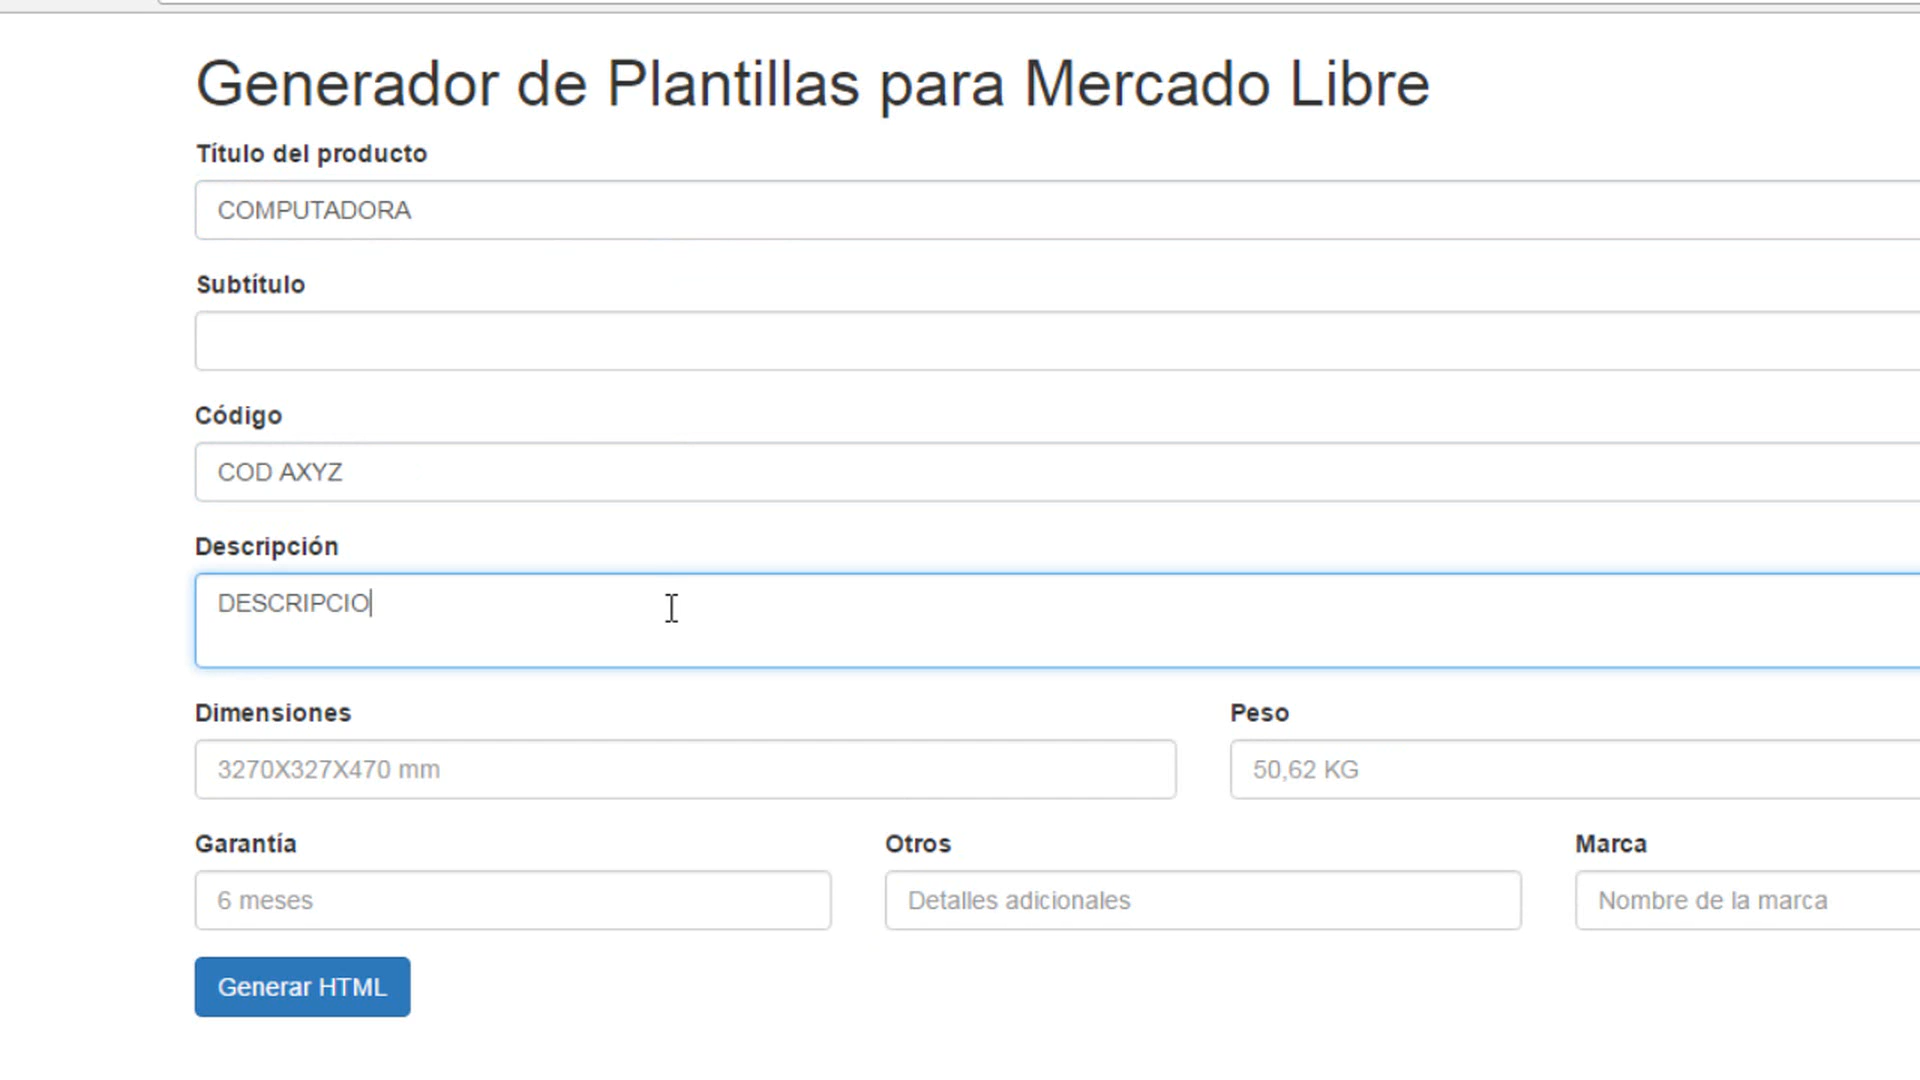 Generador de Plantillas para Mercado Libre
Título del producto
COMPUTADORA
Subtítulo
Código
COD AXYZ
Descripción
DESCRIPCIO
Dimensiones
Peso
3270X327X470 mm
50,62 KG
Garantía
Otros
Marca
6 meses
Detalles adicionales
Nombre de la marca
Generar HTML